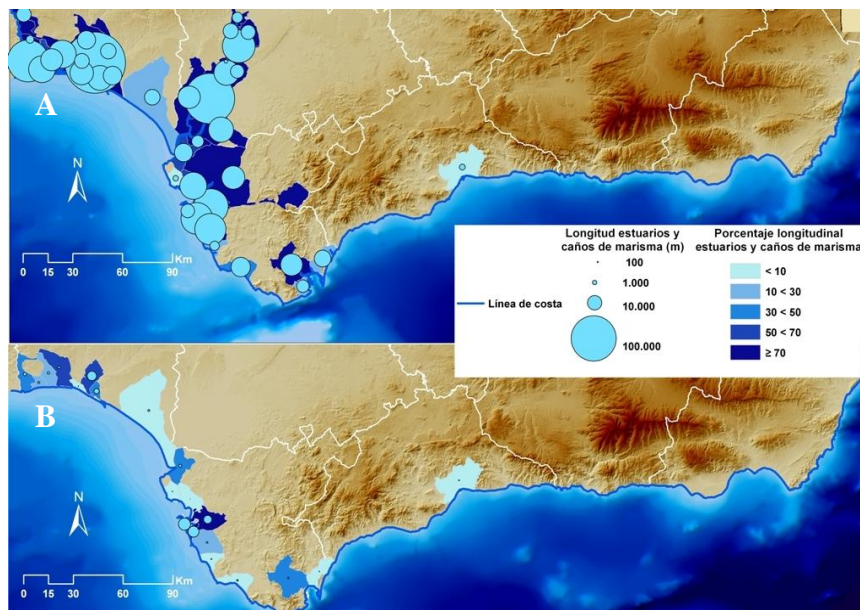 A
N
Km
0 15 30 60 90
Longitud estuarios y
caños de marisma (m)
100
1.000
10.000
100.000
Línea de costa
Porcentaje longitudinal
estuarios y caños de marisma
< 10
10 < 30
30 < 50
50 < 70
≥ 70
B
N
Km
0 15 30 60 90